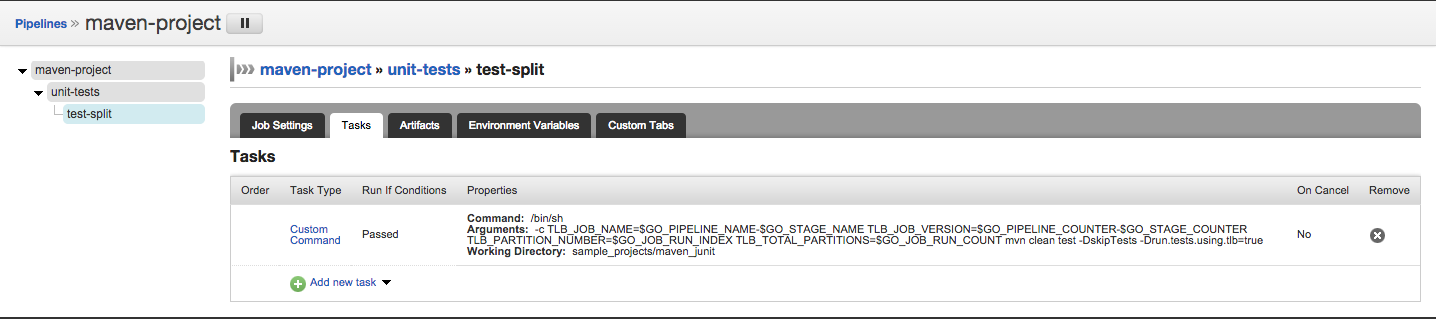 Pipelines » maven-project
maven-project
unit-tests
test-split
maven-project » unit-tests » test-split
Job Settings Tasks Artifacts Environment Variables Custom Tabs
Tasks
Order Task Type Run If Conditions Properties On Cancel Remove
Custom Command
Passed
Command: /bin/sh
Arguments: -c TLB_JOB_NAME=$GO_PIPELINE_NAME-$GO_STAGE_NAME TLB_JOB_VERSION=$GO_PIPELINE_COUNTER-$GO_STAGE_COUNTER
TLB_PARTITION_NUMBER=$GO_JOB_RUN_INDEX TLB_TOTAL_PARTITIONS=$GO_JOB_RUN_COUNT mvn clean test -DskipTests -Drun.tests.using.tlb=true
Working Directory: sample_projects/maven_junit
No
Add new task